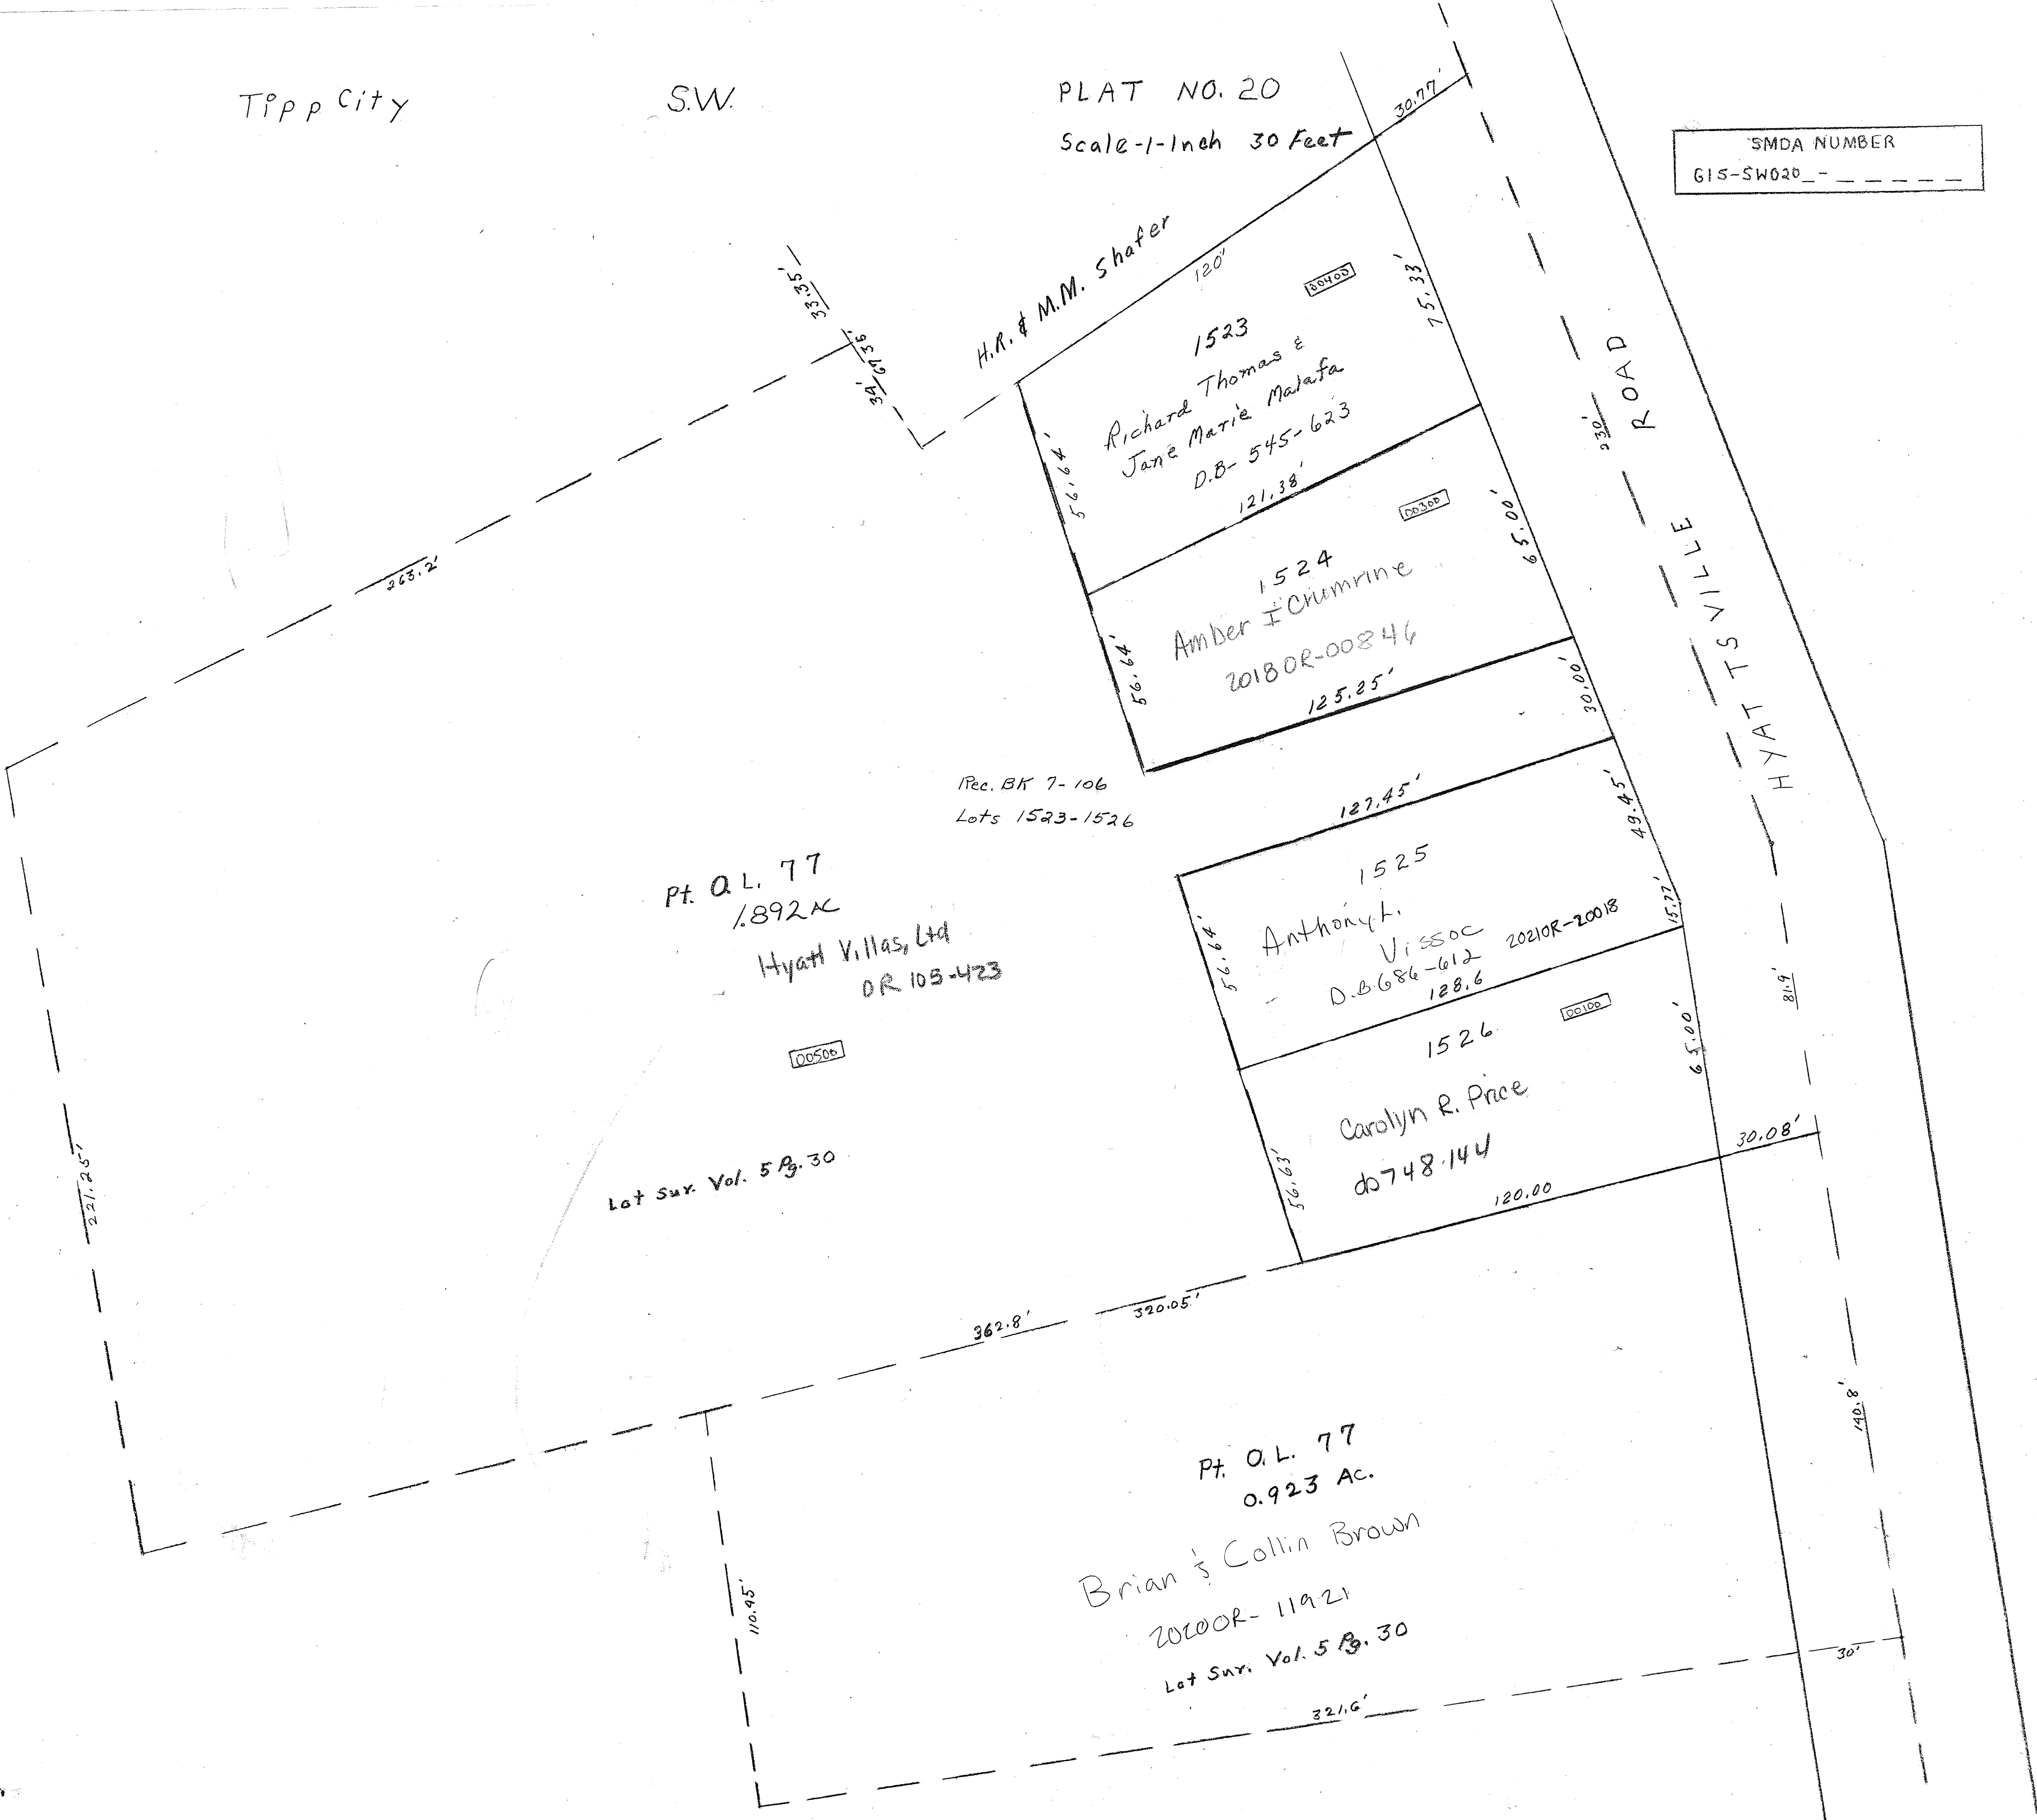 Tipp City
S.W.
PLAT NO. 20
Scale-1-Inch 30 Feet
SMDA NUMBER
G15-SW020_-_ _ _ _ _
30.77'
33.35'
67.35'
34'
H.R. & M.M. Shafer
120'
00400
75.33'
1523
Richard Thomas &
Jane Marie Malafa
D.B- 545-623
56.64'
121.38'
230'
HYATTSVILLE ROAD
263.2'
00300
65.00'
1524
Amber I Crumrine
2018OR-00846
56.64'
125.25'
30.00'
Rec. BK 7-106
Lots 1523-1526
127.45'
49.45'
1525
Anthony L.
Vissoc
D.B.686-612
2021OR-20018
15.77'
56.64'
128.6
81.9'
Pt. O.L. 77
1.892 AC
Hyatt Villas, Ltd
OR 105-423
00500
Lot Sur. Vol. 5 Pg. 30
00100
1526
Carolyn R. Price
db748-144
65.00'
56.63'
120.00
30.08'
221.25'
362.8'
320.05'
140.8'
Pt. O.L. 77
0.923 Ac.
Brian & Collin Brown
2020OR-11921
Lot Sur. Vol. 5 Pg. 30
110.95'
321.6'
30'